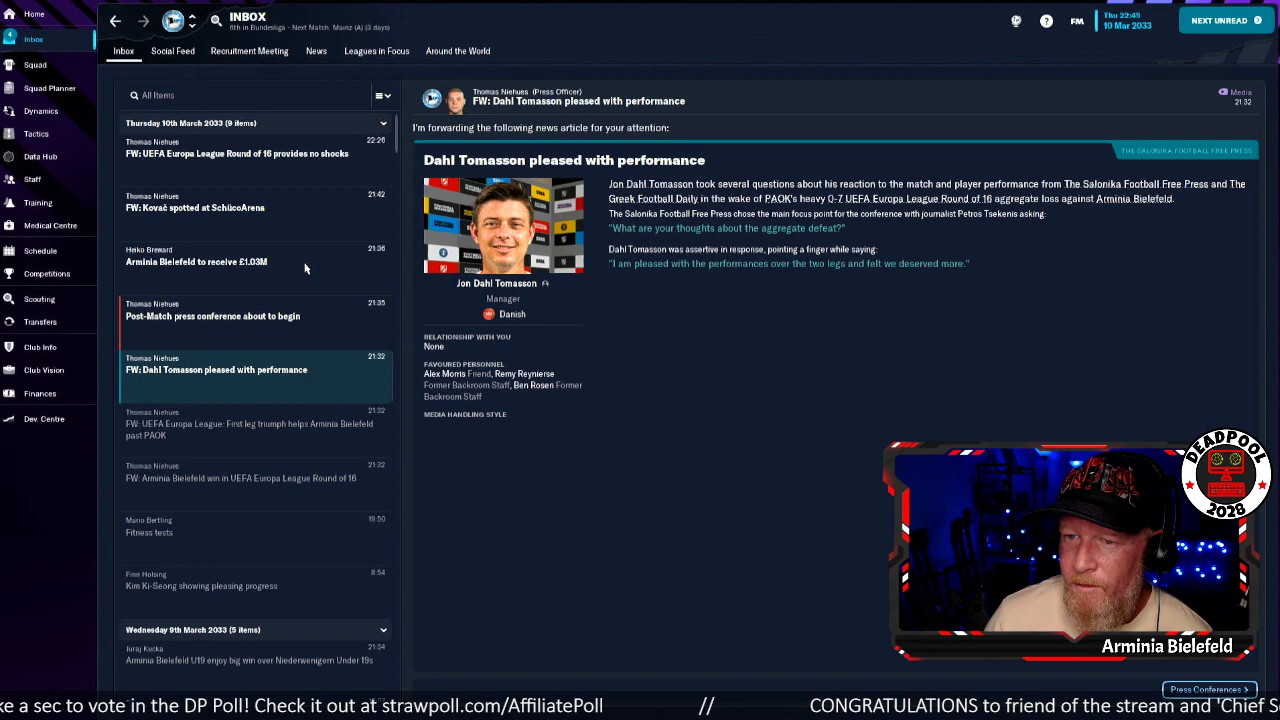 Home
INBOX
6th in Bundesliga - Next Match, Mainz (A) (3 days)
?
FM
Thu 22:45
10 Mar 2033
NEXT UNREAD
4
Inbox
Squad
Squad Planner
Dynamics
Tactics
Data Hub
Staff
Training
Medical Centre
Schedule
Competitions
Scouting
Transfers
Club Info
Club Vision
Finances
Dev. Centre
Inbox
Social Feed
Recruitment Meeting
News
Leagues in Focus
Around the World
All Items
Thursday 10th March 2033 (9 items)
Thomas Niehues
22:26
FW: UEFA Europa League Round of 16 provides no shocks
Thomas Niehues
21:42
FW: Kovač spotted at SchücoArena
Heiko Breward
21:36
Arminia Bielefeld to receive £1.03M
Thomas Niehues
21:35
Post-Match press conference about to begin
Thomas Niehues
21:32
FW: Dahl Tomasson pleased with performance
Thomas Niehues
21:32
FW: UEFA Europa League: First leg triumph helps Arminia Bielefeld
past PAOK
Thomas Niehues
21:32
FW: Arminia Bielefeld win in UEFA Europa League Round of 16
Mario Bertling
19:50
Fitness tests
Finn Holsing
8:54
Kim Ki-Seong showing pleasing progress
Wednesday 9th March 2033 (5 items)
Juraj Kucka
21:34
Arminia Bielefeld U19 enjoy big win over Niederwenigern Under 19s
Thomas Niehues (Press Officer)
FW: Dahl Tomasson pleased with performance
Media
21:32
I'm forwarding the following news article for your attention:
THE SALONIKA FOOTBALL FREE PRESS
Dahl Tomasson pleased with performance
Jon Dahl Tomasson took several questions about his reaction to the match and player performance from The Salonika Football Free Press and The
Greek Football Daily in the wake of PAOK's heavy 0-7 UEFA Europa League Round of 16 aggregate loss against Arminia Bielefeld.
The Salonika Football Free Press chose the main focus point for the conference with journalist Petros Tsekenis asking:
"What are your thoughts about the aggregate defeat?"
Dahl Tomasson was assertive in response, pointing a finger while saying:
"I am pleased with the performances over the two legs and felt we deserved more."
Jon Dahl Tomasson
Manager
Danish
RELATIONSHIP WITH YOU
None
FAVOURED PERSONNEL
Alex Morris Friend, Remy Reynierse
Former Backroom Staff, Ben Rosen Former
Backroom Staff
MEDIA HANDLING STYLE
DEADPOOL
2028
Arminia Bielefeld
Press Conferences
ke a sec to vote in the DP Poll! Check it out at strawpoll.com/AffiliatePoll // CONGRATULATIONS to friend of the stream and 'Chief S